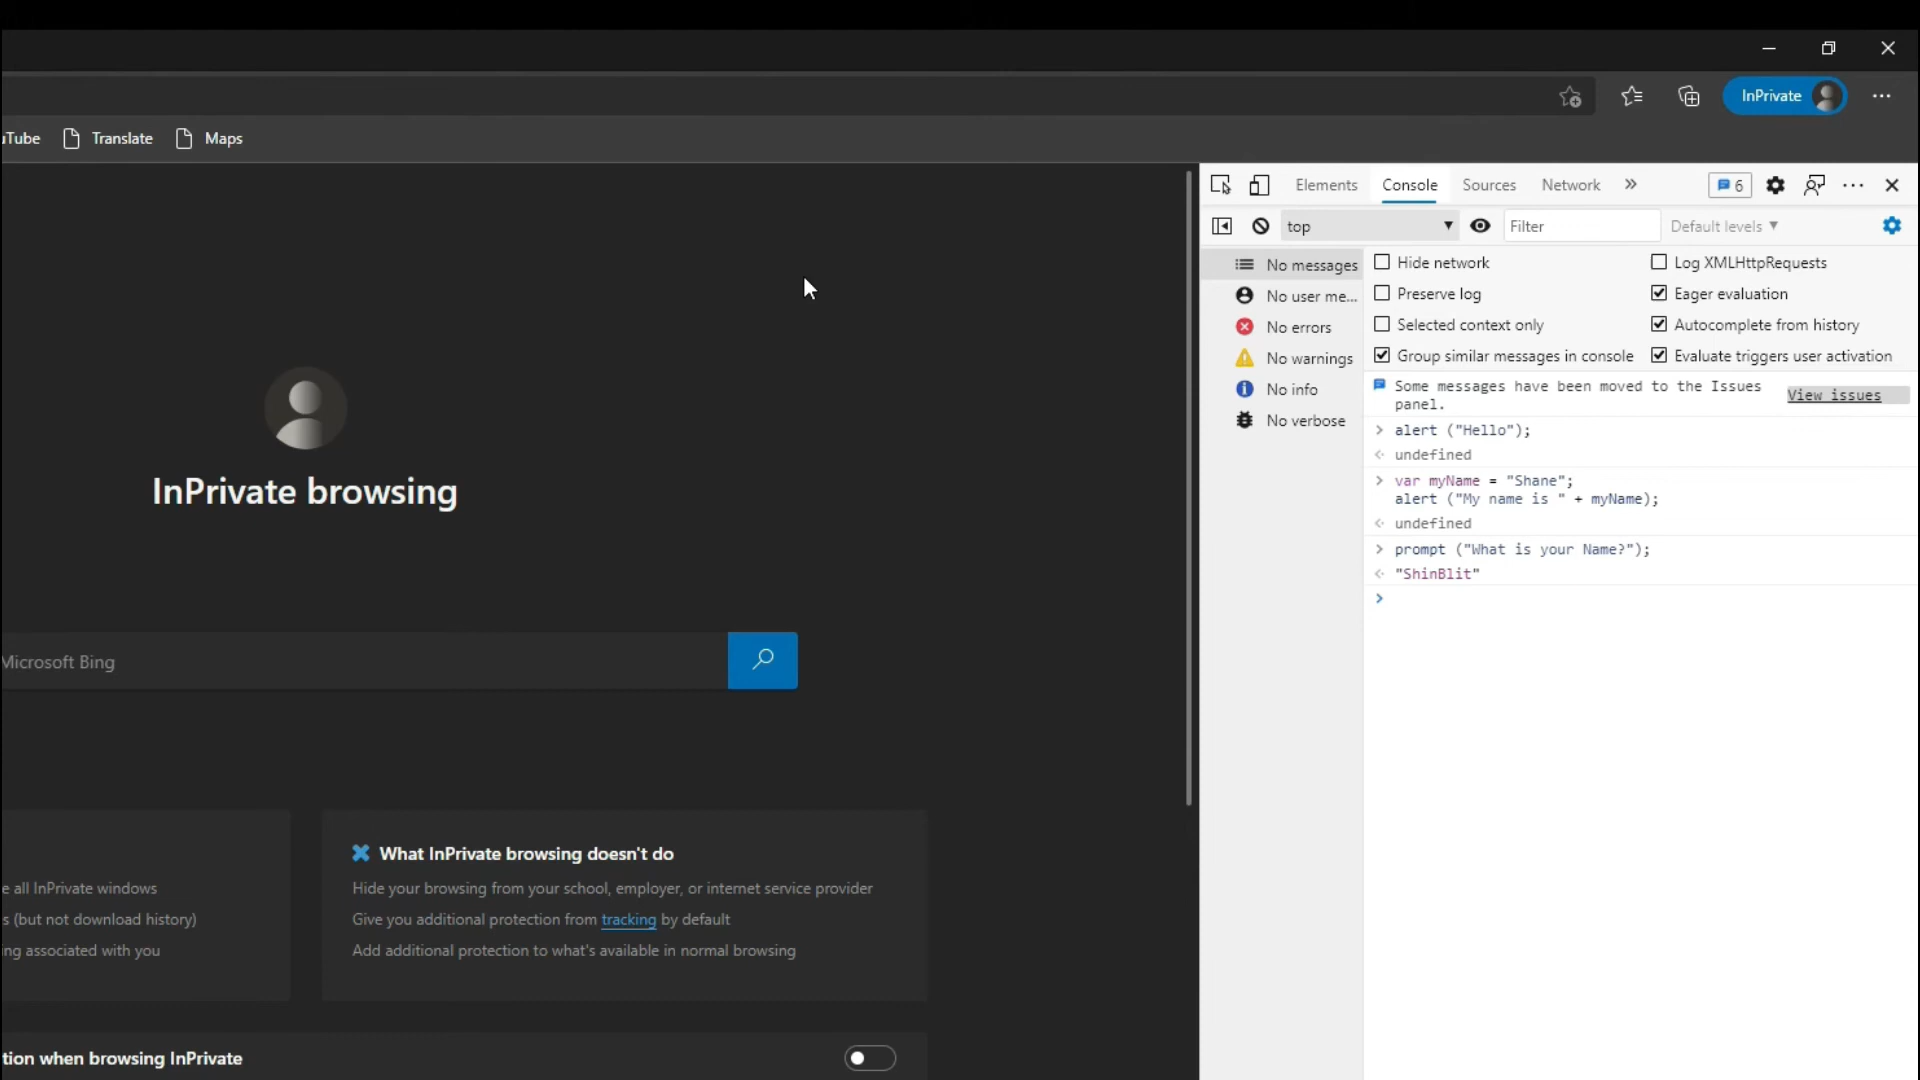 InPrivate
uTube Translate Maps
InPrivate browsing
Microsoft Bing
e all InPrivate windows
s (but not download history)
ing associated with you
What InPrivate browsing doesn't do
Hide your browsing from your school, employer, or internet service provider
Give you additional protection from tracking by default
Add additional protection to what's available in normal browsing
tion when browsing InPrivate
Elements Console Sources Network » 6
top Filter Default levels
No messages
No user me...
No errors
No warnings
No info
No verbose
Hide network Log XMLHttpRequests
Preserve log Eager evaluation
Selected context only Autocomplete from history
Group similar messages in console Evaluate triggers user activation
Some messages have been moved to the Issues
panel.
View issues
> alert ("Hello");
undefined
> var myName = "Shane";
alert ("My name is " + myName);
undefined
> prompt ("What is your Name?");
"ShinBlit"
>